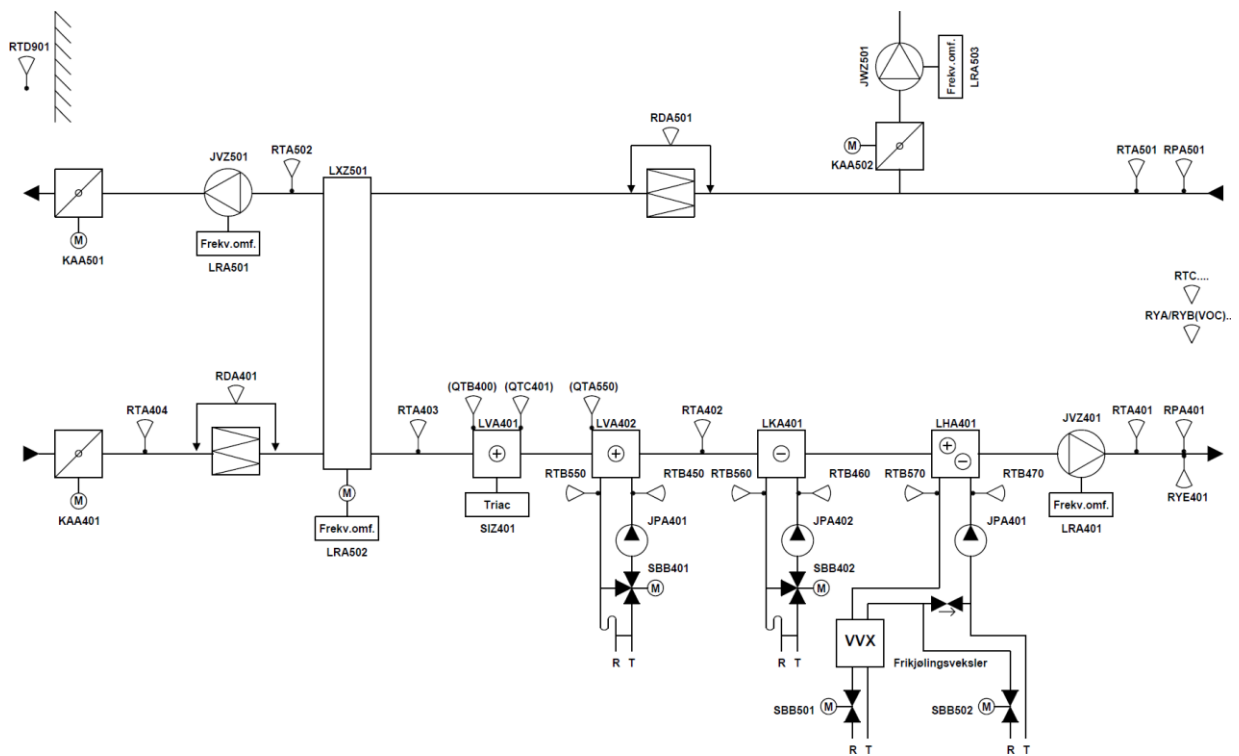 RTD901
JWZ501
Frekv.omf.
LRA503
RDA501
M
KAA502
RTA501
RPA501
JVZ501
RTA502
LXZ501
M
KAA501
Frekv.omf.
LRA501
RTC....
RYA/RYB(VOC)..
RDA401
RTA404
RTA403
(QTB400)
(QTC401)
(QTA550)
LVA401
LVA402
RTA402
LKA401
LHA401
JVZ401
RTA401
RPA401
M
KAA401
M
Frekv.omf.
LRA502
Triac
SIZ401
RTB550
RTB450
RTB560
RTB460
RTB570
RTB470
Frekv.omf.
LRA401
RYE401
JPA401
JPA402
JPA401
SBB401
M
SBB402
M
R T
R T
VVX
Frikjølingsveksler
SBB501
M
SBB502
M
R T
R T